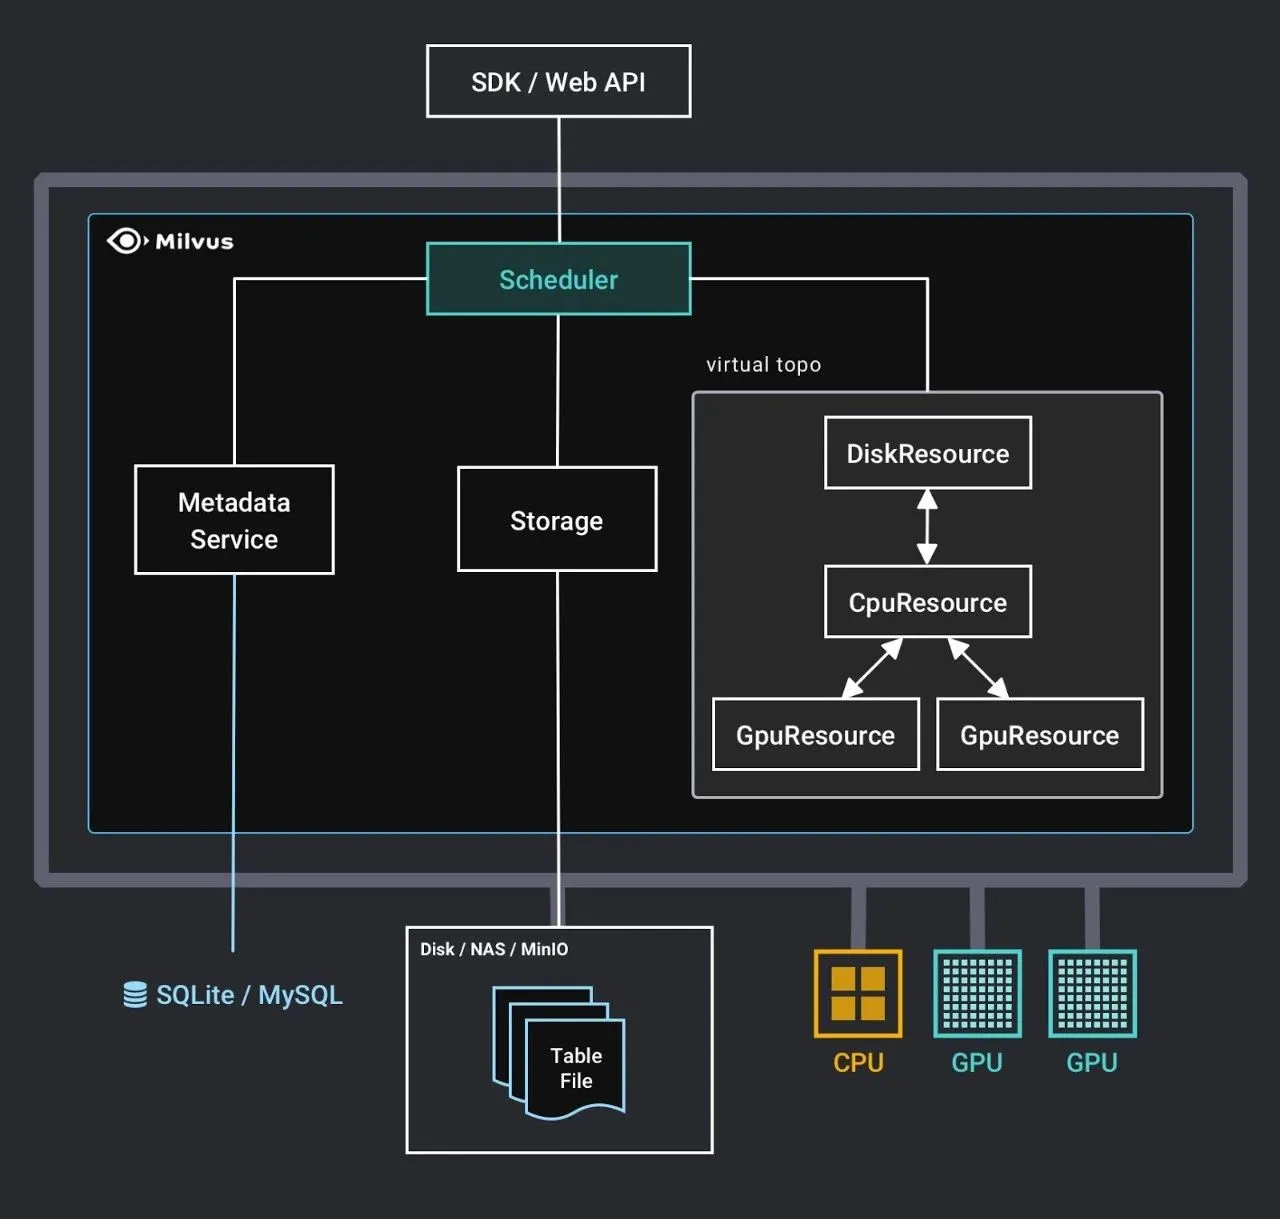 SDK / Web API
Milvus
Scheduler
virtual topo
DiskResource
Metadata
Service
Storage
CpuResource
GpuResource
GpuResource
Disk / NAS / MinIO
SQLite / MySQL
Table
File
CPU
GPU
GPU